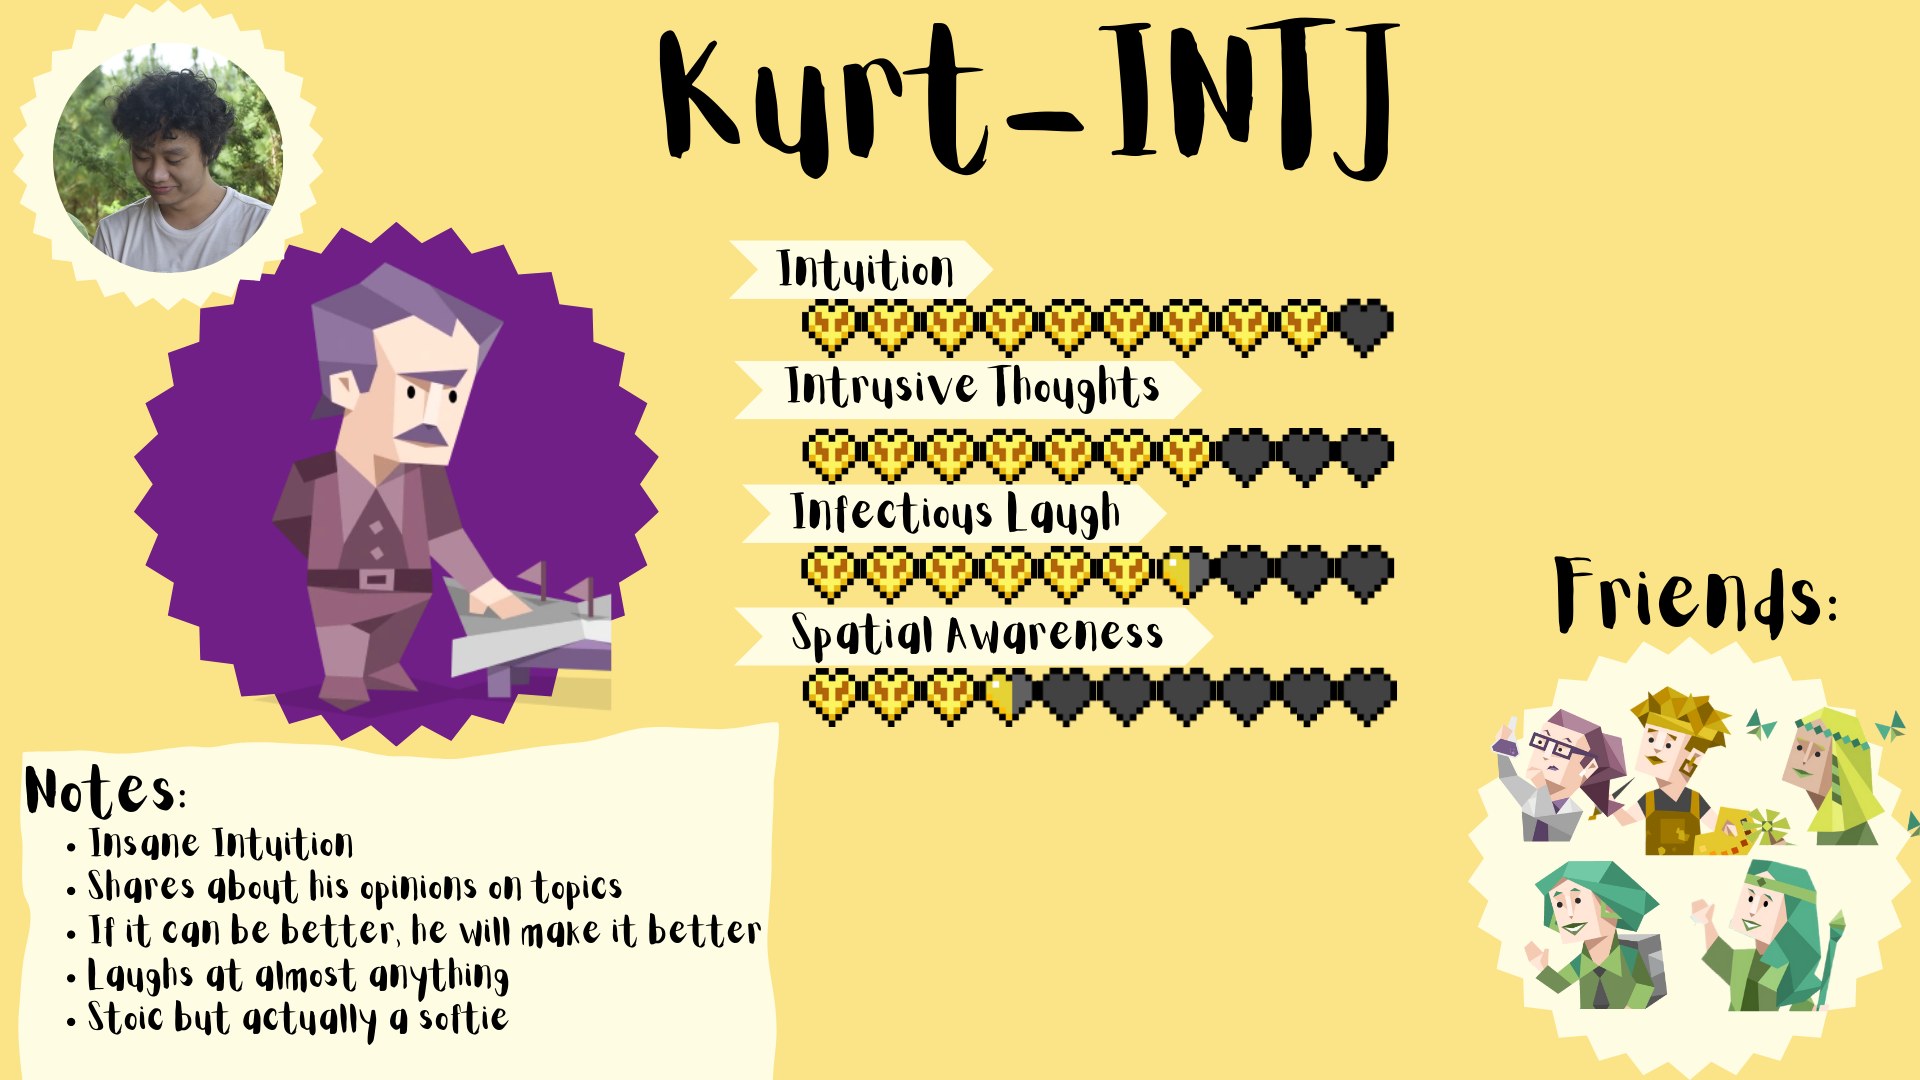 Kurt-INTJ
Intuition
Intrusive Thoughts
Infectious Laugh
Spatial Awareness
Friends:
Notes:
Insane Intuition
Shares about his opinions on topics
If it can be better, he will make it better
Laughs at almost anything
Stoic but actually a softie